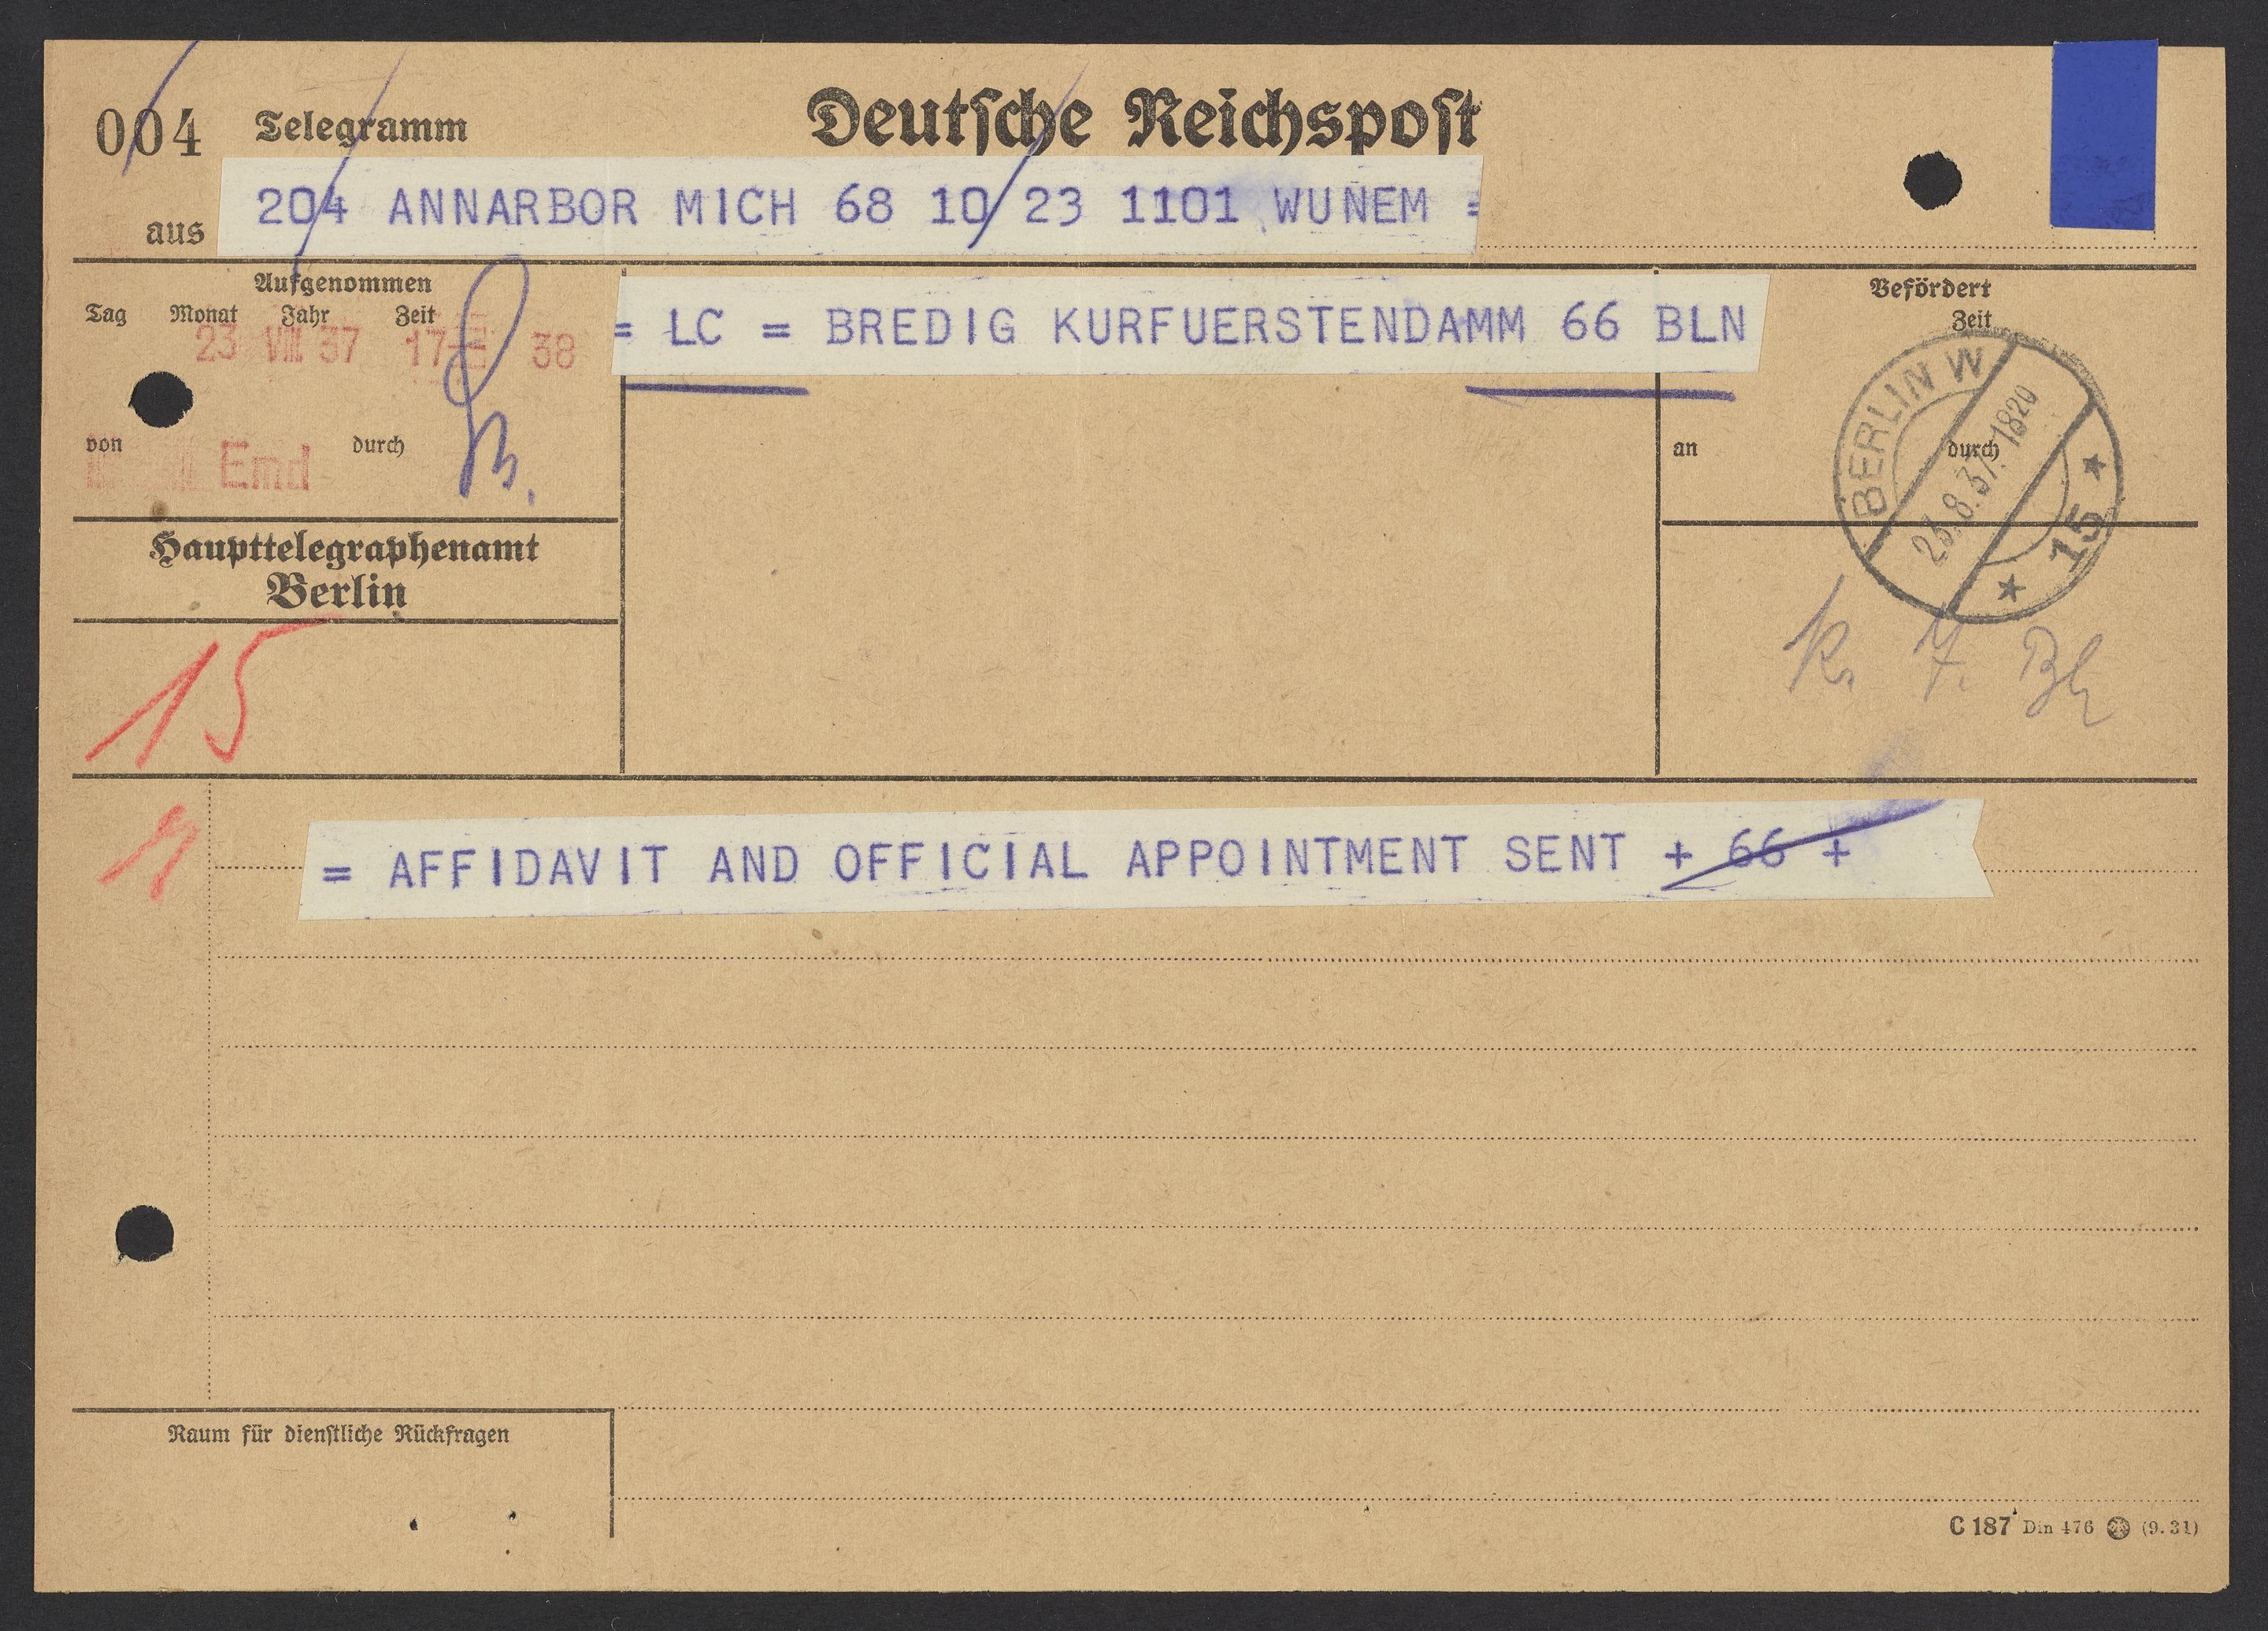 004 Telegramm Deutsche Reichspost
aus 204 ANNARBOR MICH 68 10/23 1101 WUNEM =
Aufgenommen
Tag Monat Jahr Zeit
23 VIII 37 17 38
= LC = BREDIG KURFUERSTENDAMM 66 BLN
Befördert
Zeit
von Emd durch
an durch
BERLIN W
23.8.37.1820
* 15 *
Haupttelegraphenamt
Berlin
15
= AFFIDAVIT AND OFFICIAL APPOINTMENT SENT + 66 +
Raum für dienstliche Rückfragen
C 187 Din 476 (9.31)